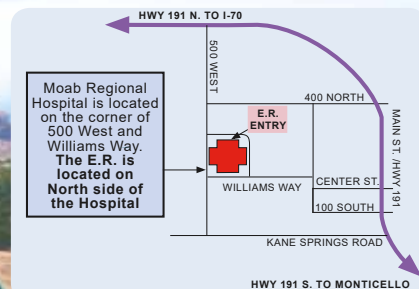 HWY 191 N. TO I-70
500 WEST
Moab Regional
Hospital is located
on the corner of
500 West and
Williams Way.
The E.R. is
located on
North side of
the Hospital
400 NORTH
E.R.
ENTRY
MAIN ST. /HWY 191
WILLIAMS WAY
CENTER ST.
100 SOUTH
KANE SPRINGS ROAD
HWY 191 S. TO MONTICELLO